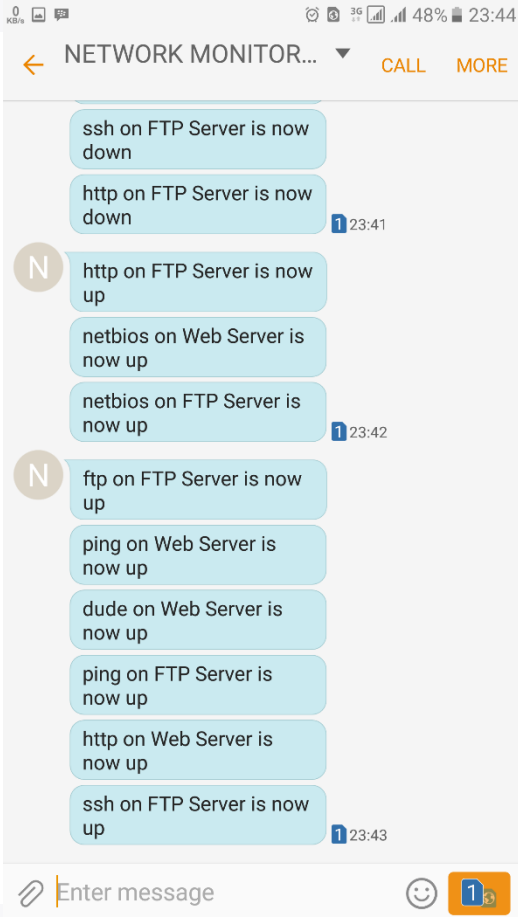 0
KB/s
3G
48%
23:44
NETWORK MONITOR...
CALL
MORE
ssh on FTP Server is now
down
http on FTP Server is now
down
1 23:41
N
http on FTP Server is now
up
netbios on Web Server is
now up
netbios on FTP Server is
now up
1 23:42
N
ftp on FTP Server is now
up
ping on Web Server is
now up
dude on Web Server is
now up
ping on FTP Server is
now up
http on Web Server is
now up
ssh on FTP Server is now
up
1 23:43
Enter message
1